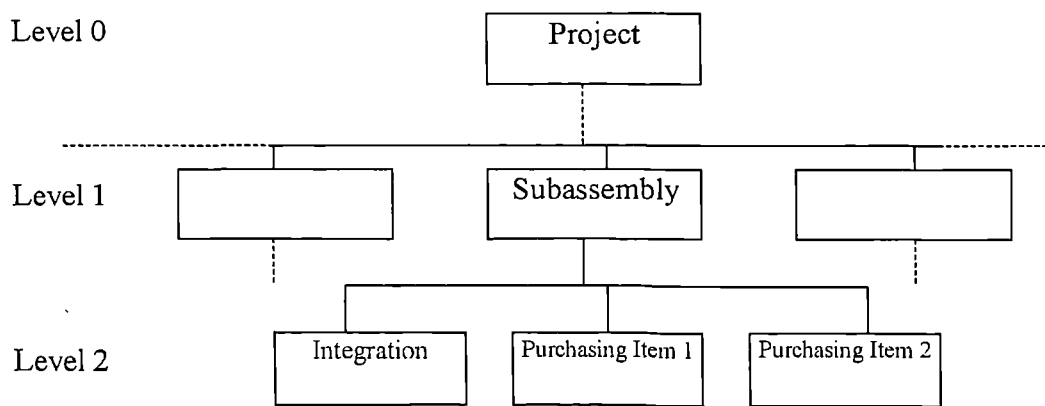 Level 0
Project
Level 1
Subassembly
Level 2
Integration
Purchasing Item 1
Purchasing Item 2